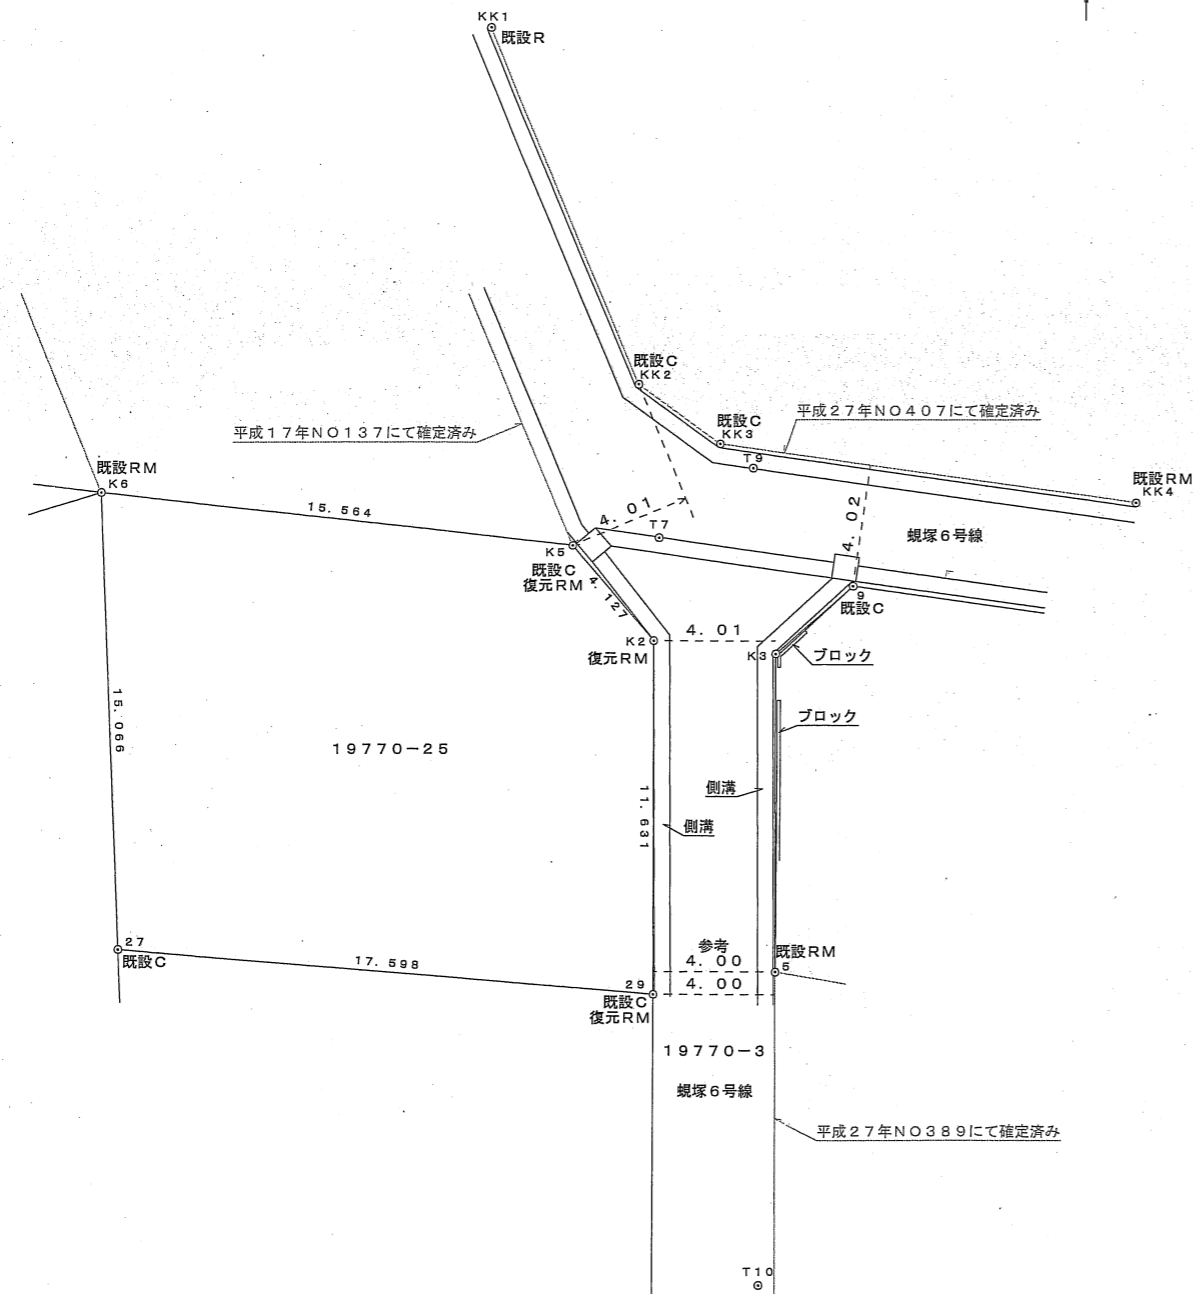 KK1
既設R
既設C
KK2
既設C
KK3
平成27年NO407にて確定済み
平成17年NO137にて確定済み
T9
既設RM
K6
既設RM
KK4
15.564
4.01
T7
4.02
蜆塚6号線
K5
既設C
復元RM
4.127
9
既設C
K2
4.01
復元RM
K3
ブロック
ブロック
15.066
19770-25
11.631
側溝
側溝
27
既設C
17.598
参考
4.00
既設RM
5
29
4.00
既設C
復元RM
19770-3
蜆塚6号線
平成27年NO389にて確定済み
T10